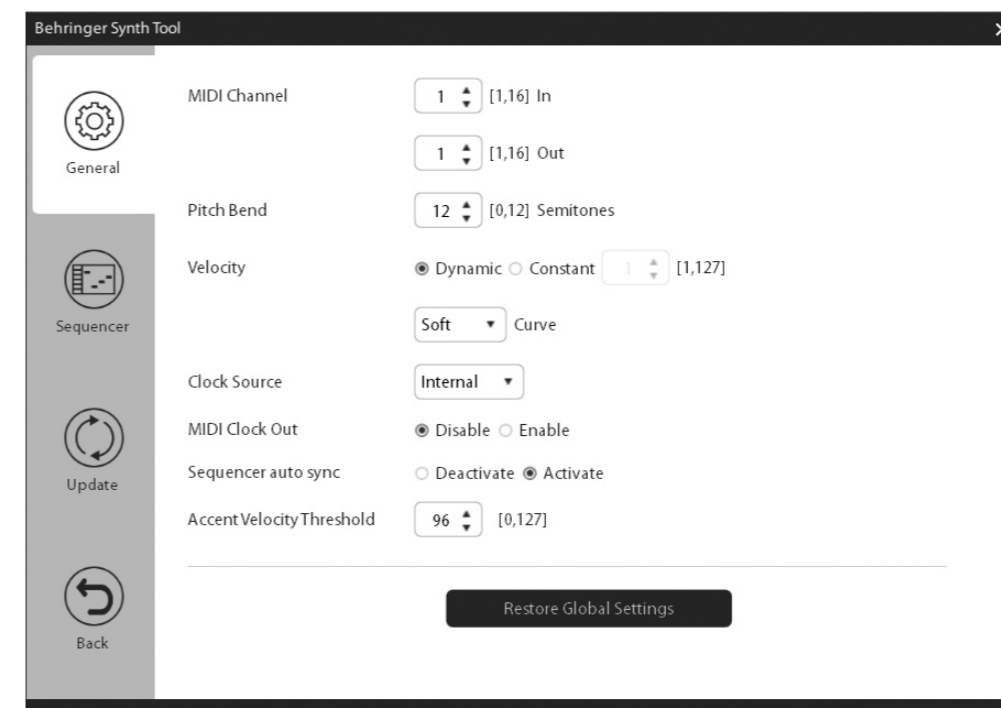 Behringer Synth Tool
General
Sequencer
Update
Back
MIDI Channel 1 [1,16] In
1 [1,16] Out
Pitch Bend 12 [0,12] Semitones
Velocity Dynamic Constant 1 [1,127]
Soft Curve
Clock Source Internal
MIDI Clock Out Disable Enable
Sequencer auto sync Deactivate Activate
Accent Velocity Threshold 96 [0,127]
Restore Global Settings